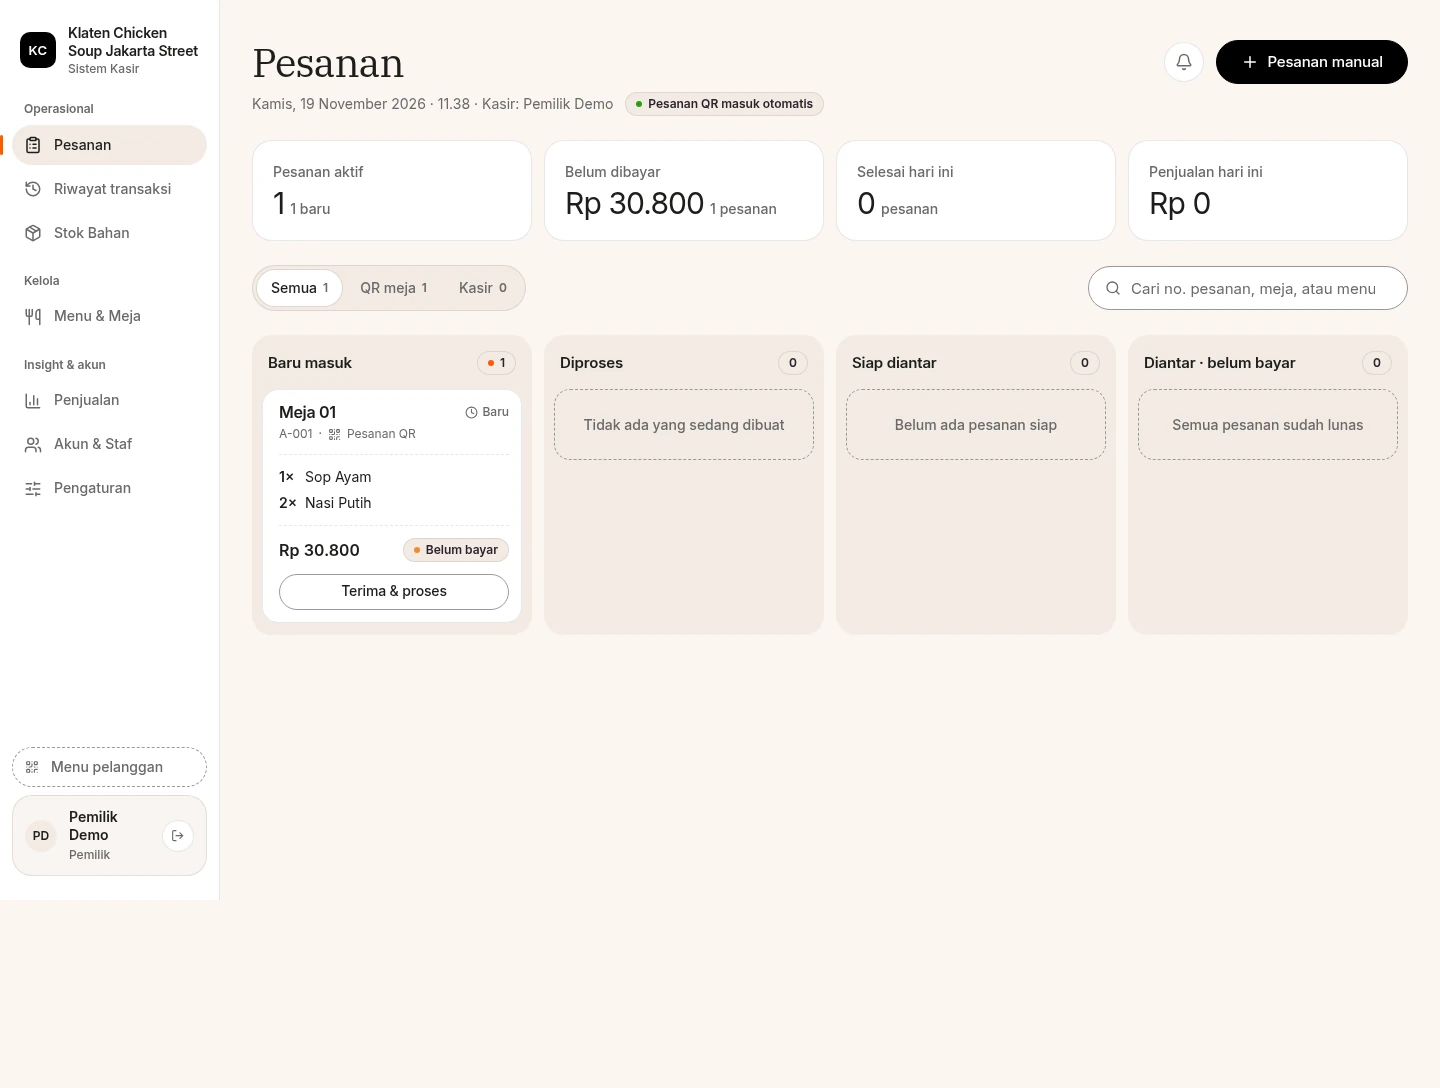 KC
Klaten Chicken
Soup Jakarta Street
Sistem Kasir
Operasional
Pesanan
Riwayat transaksi
Stok Bahan
Kelola
Menu & Meja
Insight & akun
Penjualan
Akun & Staf
Pengaturan
Menu pelanggan
PD
Pemilik
Demo
Pemilik
Pesanan
Pesanan manual
Kamis, 19 November 2026 · 11.38 · Kasir: Pemilik Demo
Pesanan QR masuk otomatis
Pesanan aktif
1 1 baru
Belum dibayar
Rp 30.800 1 pesanan
Selesai hari ini
0 pesanan
Penjualan hari ini
Rp 0
Semua 1
QR meja 1
Kasir 0
Cari no. pesanan, meja, atau menu
Baru masuk 1
Meja 01 Baru
A-001 · Pesanan QR
1× Sop Ayam
2× Nasi Putih
Rp 30.800 Belum bayar
Terima & proses
Diproses 0
Tidak ada yang sedang dibuat
Siap diantar 0
Belum ada pesanan siap
Diantar · belum bayar 0
Semua pesanan sudah lunas